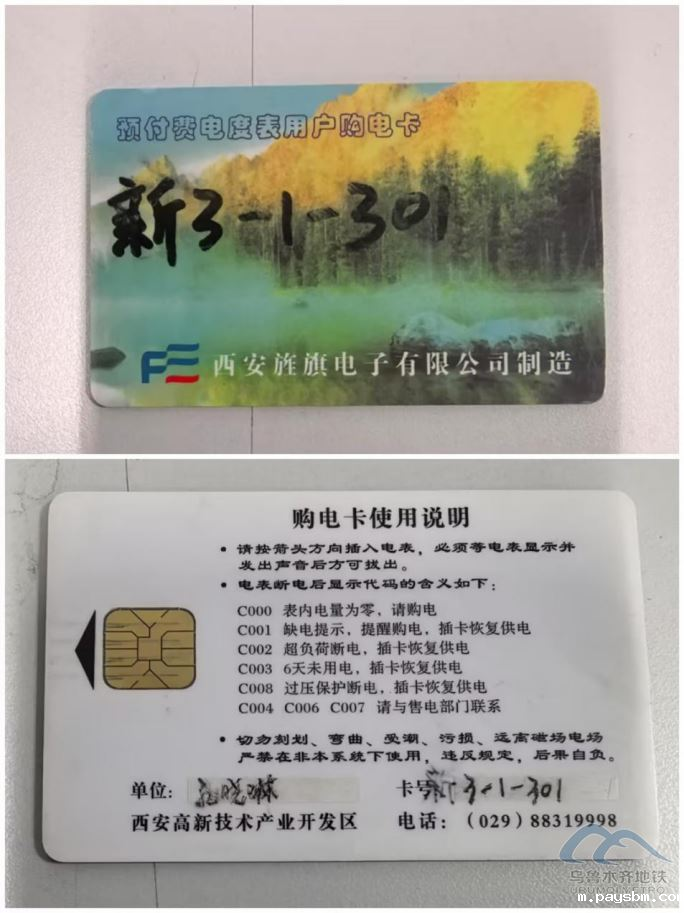 预付费电度表用户购电卡
新3-1-301
西安旌旗电子有限公司制造
购电卡使用说明
• 请按箭头方向插入电表,必须等电表显示并
发出声音后方可拔出。
• 电表断电后显示代码的含义如下:
C000 表内电量为零,请购电
C001 缺电提示,提醒购电,插卡恢复供电
C002 超负荷断电,插卡恢复供电
C003 6天未用电,插卡恢复供电
C008 过压保护断电,插卡恢复供电
C004 C006 C007 请与售电部门联系
• 切勿刻划、弯曲、受潮、污损、远离磁场电场
严禁在非本系统下使用,违反规定,后果自负。
单位: 晓琳
卡号 新3-1-301
西安高新技术产业开发区 电话:(029)88319998
乌鲁木齐地铁
m.paysbm.com